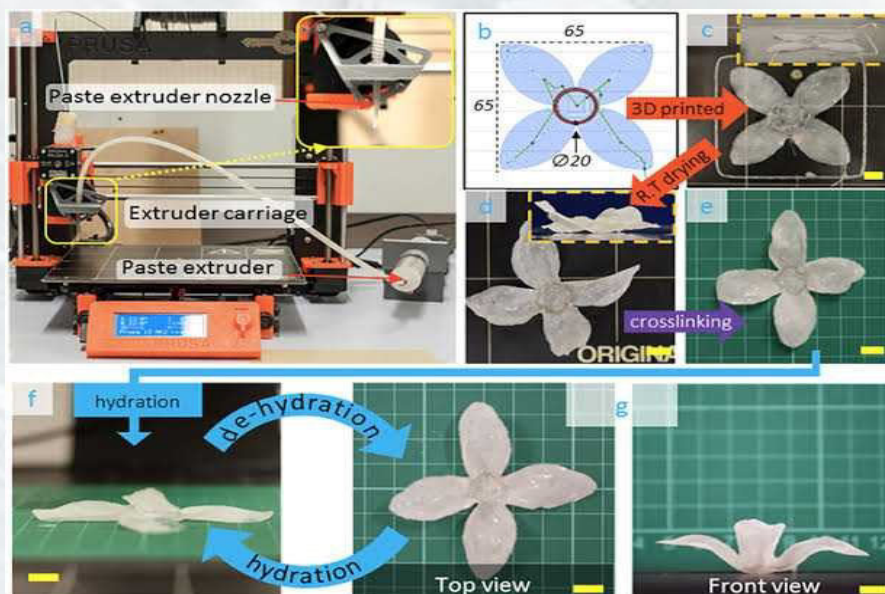 a
PRUSA
Paste extruder nozzle
Extruder carriage
Paste extruder
b
65
65
Ø20
c
3D printed
R.T drying
d
ORIGINA
crosslinking
e
f
hydration
de-hydration
hydration
Top view
g
Front view